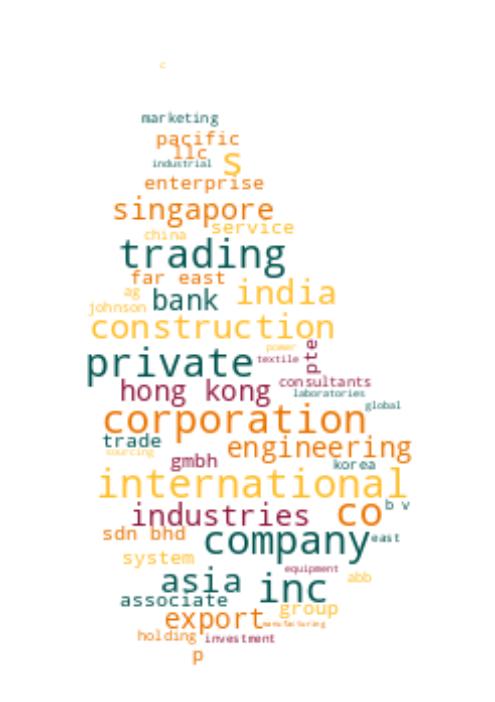 c
marketing
pacific
llc
industrial s
enterprise
singapore
service
china
trading
far east
ag bank india
johnson
construction
power
private textile pte
hong kong consultants
laboratories
global
corporation
trade engineering
sourcing
gmbh korea
international
b v
industries co
sdn bhd company east
system
equipment
asia inc abb
associate
export group
manufacturing
holding investment
p